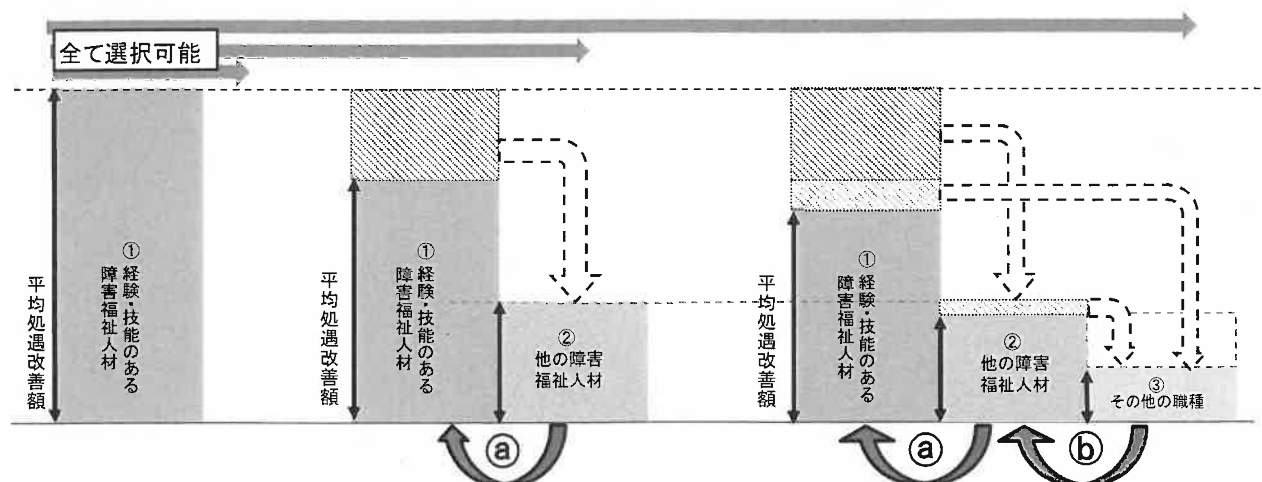 全て選択可能
平均処遇改善額
①経験・技能のある
障害福祉人材
平均処遇改善額
①経験・技能のある
障害福祉人材
②
他の障害
福祉人材
ⓐ
平均処遇改善額
①経験・技能のある
障害福祉人材
②
他の障害
福祉人材
③
その他の職種
ⓐ
ⓑ